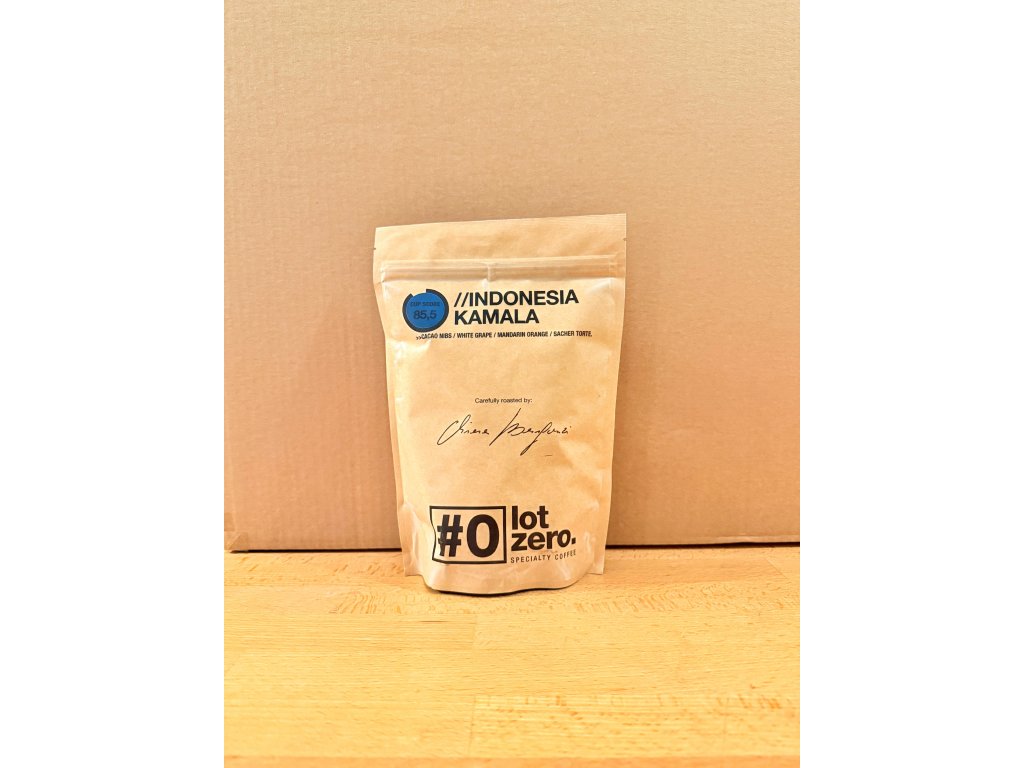 CUP SCORE
85,5
//INDONESIA
KAMALA
>>CACAO NIBS / WHITE GRAPE / MANDARIN ORANGE / SACHER TORTE.
Carefully roasted by:
#0
lot
zero.
SPECIALTY COFFEE